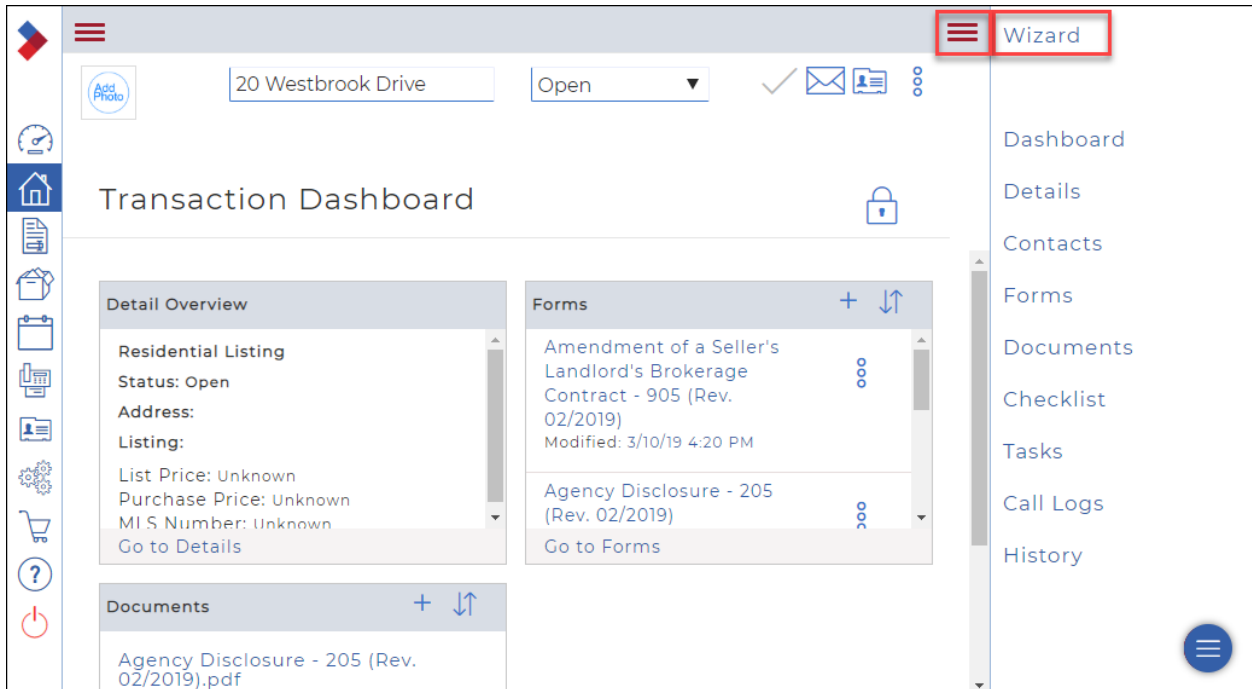 Wizard
Add
Photo
20 Westbrook Drive
Open
Transaction Dashboard
Dashboard
Details
Contacts
Forms
Documents
Checklist
Tasks
Call Logs
History
Detail Overview
Residential Listing
Status: Open
Address:
Listing:
List Price: Unknown
Purchase Price: Unknown
MLS Number: Unknown
Go to Details
Forms
Amendment of a Seller's
Landlord's Brokerage
Contract - 905 (Rev.
02/2019)
Modified: 3/10/19 4:20 PM
Agency Disclosure - 205
(Rev. 02/2019)
Go to Forms
Documents
Agency Disclosure - 205 (Rev.
02/2019).pdf